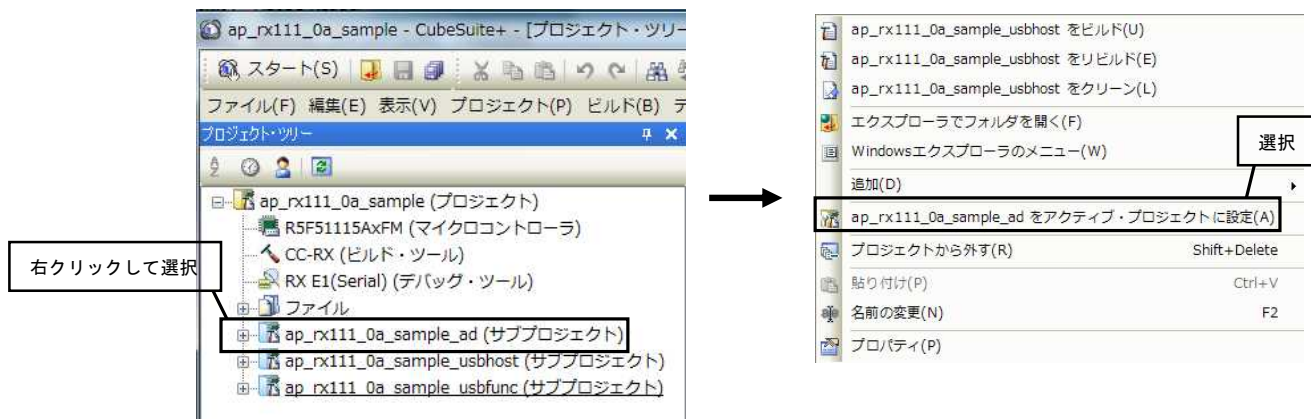 ap_rx111_0a_sample - CubeSuite+ - [プロジェクト・ツリー
スタート(S)
ファイル(F) 編集(E) 表示(V) プロジェクト(P) ビルド(B) デ
プロジェクト・ツリー
ap_rx111_0a_sample (プロジェクト)
R5F51115AxFM (マイクロコントローラ)
CC-RX (ビルド・ツール)
RX E1(Serial) (デバッグ・ツール)
ファイル
ap_rx111_0a_sample_ad (サブプロジェクト)
ap_rx111_0a_sample_usbhost (サブプロジェクト)
ap_rx111_0a_sample_usbfunc (サブプロジェクト)
右クリックして選択
ap_rx111_0a_sample_usbhost をビルド(U)
ap_rx111_0a_sample_usbhost をリビルド(E)
ap_rx111_0a_sample_usbhost をクリーン(L)
エクスプローラでフォルダを開く(F)
Windowsエクスプローラのメニュー(W)
選択
追加(D)
ap_rx111_0a_sample_ad をアクティブ・プロジェクトに設定(A)
プロジェクトから外す(R) Shift+Delete
貼り付け(P) Ctrl+V
名前の変更(N) F2
プロパティ(P)